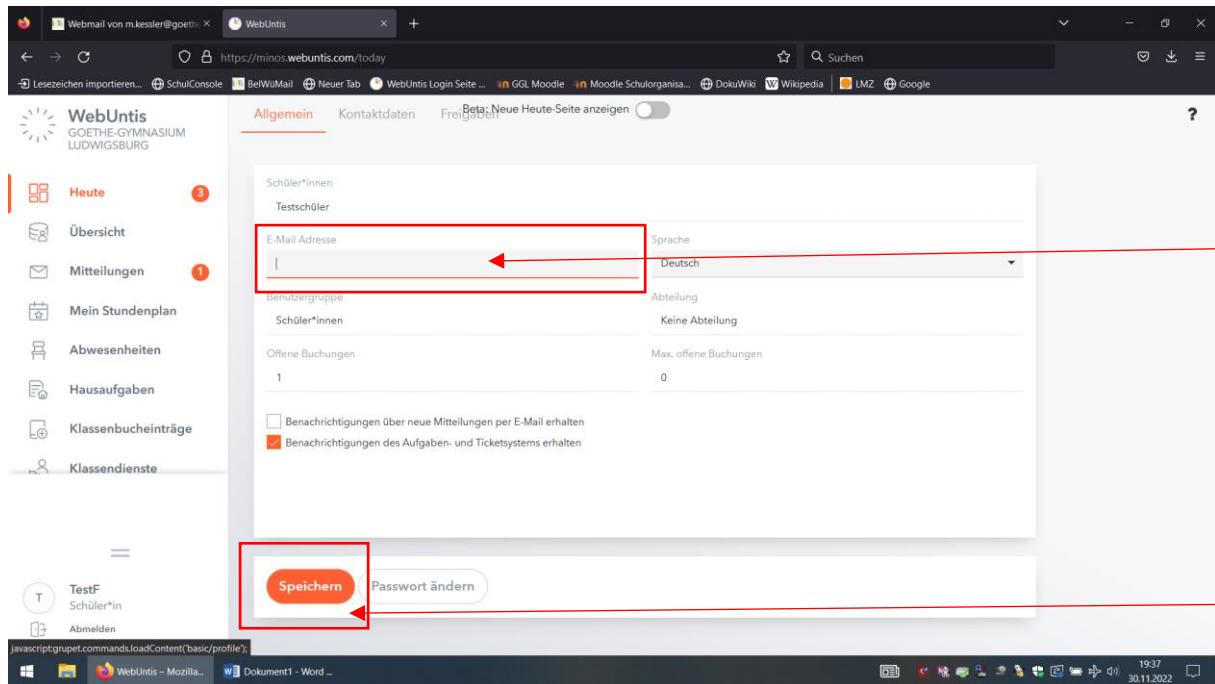 Webmail von m.kessler@goeth
WebUntis
https://minos.webuntis.com/today
Suchen
Lesezeichen importieren...
SchulConsole
BelWüMail
Neuer Tab
WebUntis Login Seite ...
GGL Moodle
Moodle Schulorganisa...
DokuWiki
Wikipedia
LMZ
Google
WebUntis
GOETHE-GYMNASIUM
LUDWIGSBURG
Allgemein
Kontaktdaten
Freigaben
Beta: Neue Heute-Seite anzeigen
?
Heute 3
Übersicht
Mitteilungen 1
Mein Stundenplan
Abwesenheiten
Hausaufgaben
Klassenbucheinträge
Klassendienste
Schüler*innen
Testschüler
E-Mail Adresse
Sprache
Deutsch
Benutzergruppe
Abteilung
Schüler*innen
Keine Abteilung
Offene Buchungen
Max. offene Buchungen
1
0
Benachrichtigungen über neue Mitteilungen per E-Mail erhalten
Benachrichtigungen des Aufgaben- und Ticketsystems erhalten
Speichern
Passwort ändern
T
TestF
Schüler*in
Abmelden
javascript:grupet.commands.loadContent('basic/profile');
WebUntis – Mozilla...
Dokument1 - Word ...
19:37
30.11.2022